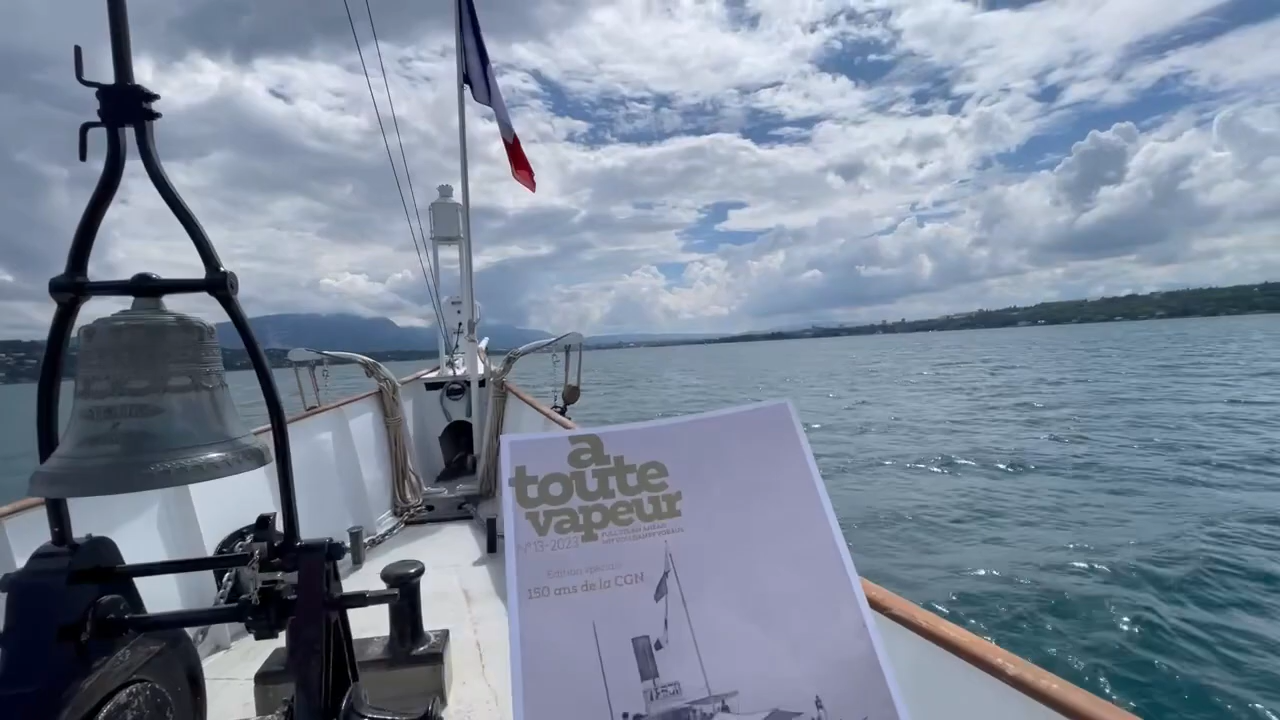 a
toute
vapeur
N°13-2023
Edition spéciale
150 ans de la CGN